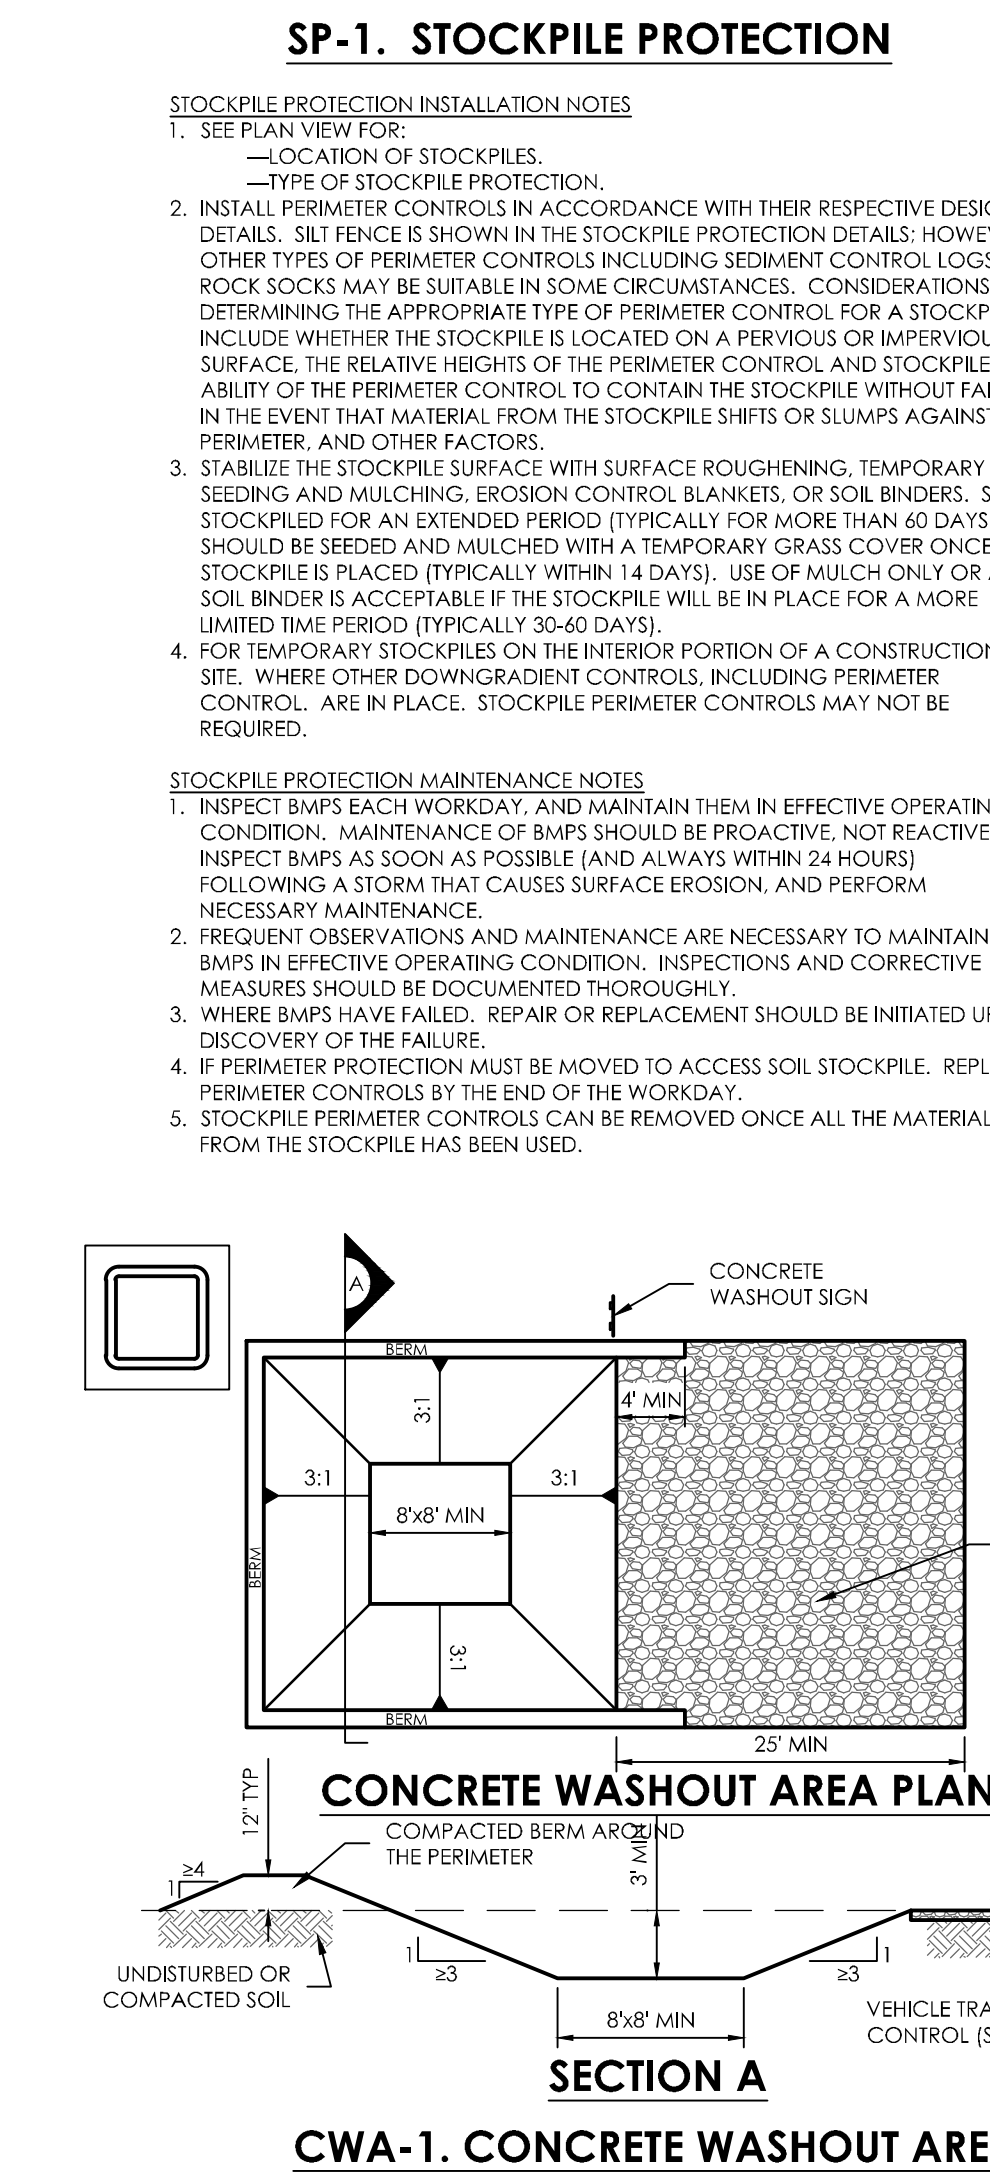 SP-1. STOCKPILE PROTECTION
STOCKPILE PROTECTION INSTALLATION NOTES
1. SEE PLAN VIEW FOR:
—LOCATION OF STOCKPILES.
—TYPE OF STOCKPILE PROTECTION.
2. INSTALL PERIMETER CONTROLS IN ACCORDANCE WITH THEIR RESPECTIVE
DETAILS. SILT FENCE IS SHOWN IN THE STOCKPILE PROTECTION DETAILS;
OTHER TYPES OF PERIMETER CONTROLS INCLUDING SEDIMENT CONTROL LOGS
ROCK SOCKS MAY BE SUITABLE IN SOME CIRCUMSTANCES. CONSIDERATIONS
DETERMINING THE APPROPRIATE TYPE OF PERIMETER CONTROL FOR A
INCLUDE WHETHER THE STOCKPILE IS LOCATED ON A PERVIOUS OR
SURFACE, THE RELATIVE HEIGHTS OF THE PERIMETER CONTROL AND STOCKPILE
ABILITY OF THE PERIMETER CONTROL TO CONTAIN THE STOCKPILE WITHOUT
IN THE EVENT THAT MATERIAL FROM THE STOCKPILE SHIFTS OR SLUMPS AGAINST
PERIMETER, AND OTHER FACTORS.
3. STABILIZE THE STOCKPILE SURFACE WITH SURFACE ROUGHENING, TEMPORARY
SEEDING AND MULCHING, EROSION CONTROL BLANKETS, OR SOIL BINDERS.
STOCKPILED FOR AN EXTENDED PERIOD (TYPICALLY FOR MORE THAN 60 DAYS
SHOULD BE SEEDED AND MULCHED WITH A TEMPORARY GRASS COVER ONCE
STOCKPILE IS PLACED (TYPICALLY WITHIN 14 DAYS). USE OF MULCH ONLY OR
SOIL BINDER IS ACCEPTABLE IF THE STOCKPILE WILL BE IN PLACE FOR A MORE
LIMITED TIME PERIOD (TYPICALLY 30-60 DAYS).
4. FOR TEMPORARY STOCKPILES ON THE INTERIOR PORTION OF A CONSTRUCTION
SITE. WHERE OTHER DOWNGRADIENT CONTROLS, INCLUDING PERIMETER
CONTROL. ARE IN PLACE. STOCKPILE PERIMETER CONTROLS MAY NOT BE
REQUIRED.
STOCKPILE PROTECTION MAINTENANCE NOTES
1. INSPECT BMPS EACH WORKDAY, AND MAINTAIN THEM IN EFFECTIVE
CONDITION. MAINTENANCE OF BMPS SHOULD BE PROACTIVE, NOT REACTIVE
INSPECT BMPS AS SOON AS POSSIBLE (AND ALWAYS WITHIN 24 HOURS)
FOLLOWING A STORM THAT CAUSES SURFACE EROSION, AND PERFORM
NECESSARY MAINTENANCE.
2. FREQUENT OBSERVATIONS AND MAINTENANCE ARE NECESSARY TO MAINTAIN
BMPS IN EFFECTIVE OPERATING CONDITION. INSPECTIONS AND CORRECTIVE
MEASURES SHOULD BE DOCUMENTED THOROUGHLY.
3. WHERE BMPS HAVE FAILED. REPAIR OR REPLACEMENT SHOULD BE INITIATED
DISCOVERY OF THE FAILURE.
4. IF PERIMETER PROTECTION MUST BE MOVED TO ACCESS SOIL STOCKPILE.
PERIMETER CONTROLS BY THE END OF THE WORKDAY.
5. STOCKPILE PERIMETER CONTROLS CAN BE REMOVED ONCE ALL THE MATERIAL
FROM THE STOCKPILE HAS BEEN USED.
A
CONCRETE
WASHOUT SIGN
BERM
4' MIN
3:1
3:1
3:1
8'x8' MIN
BERM
3:1
BERM
25' MIN
CONCRETE WASHOUT AREA PLAN
12" TYP
COMPACTED BERM AROUND
THE PERIMETER
3' MIN
≥4
1
1
≥3
1
≥3
UNDISTURBED OR
COMPACTED SOIL
8'x8' MIN
VEHICLE
CONTROL
SECTION A
CWA-1. CONCRETE WASHOUT